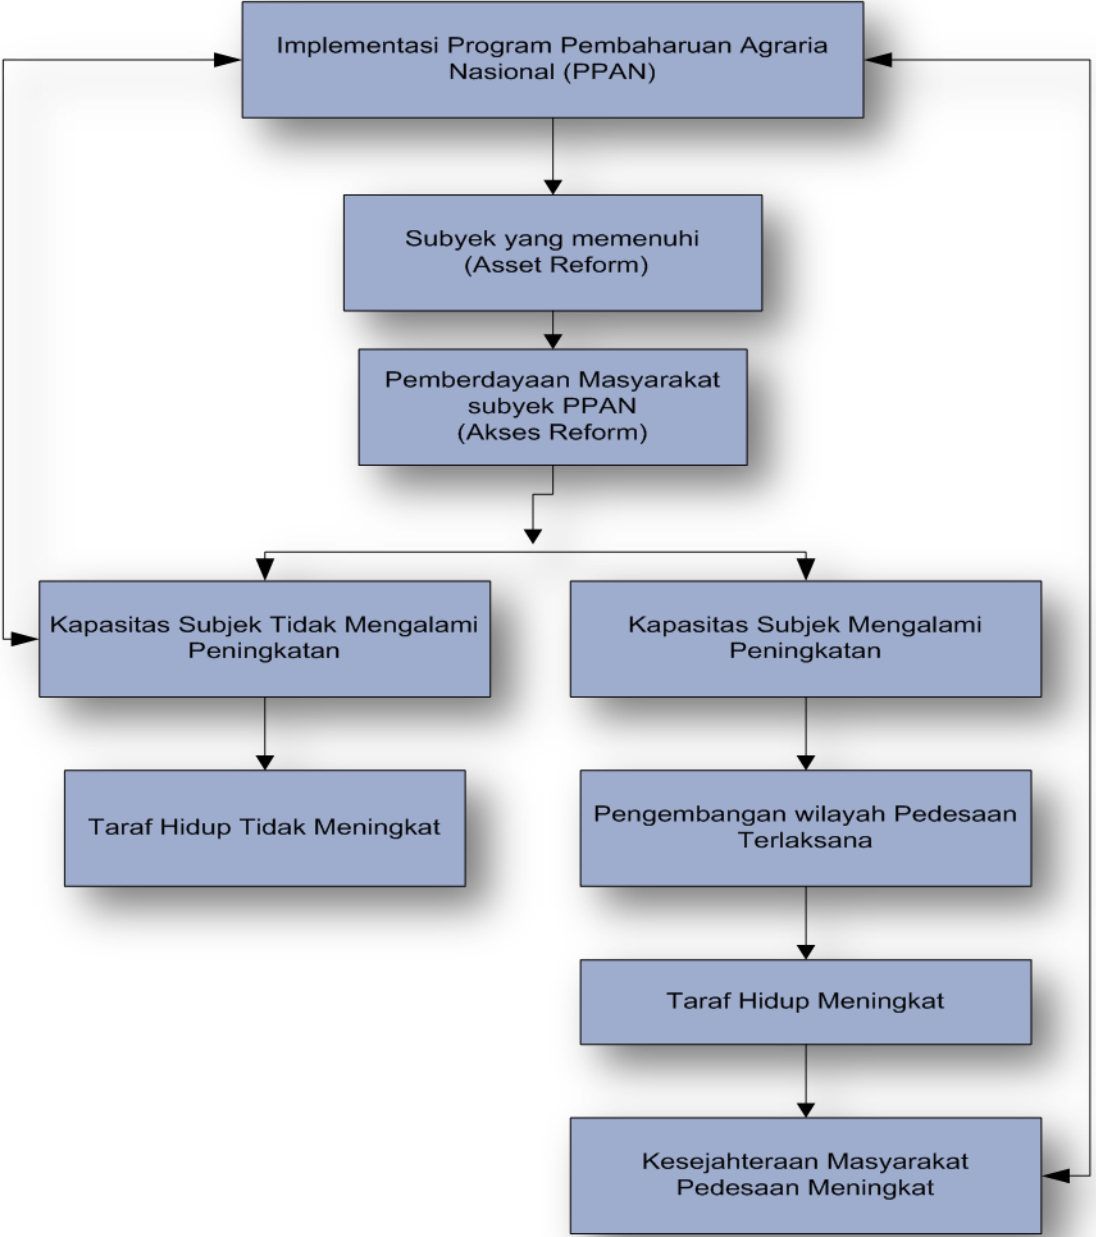 Implementasi Program Pembaharuan Agraria
Nasional (PPAN)
Subyek yang memenuhi
(Asset Reform)
Pemberdayaan Masyarakat
subyek PPAN
(Akses Reform)
Kapasitas Subjek Tidak Mengalami
Peningkatan
Kapasitas Subjek Mengalami
Peningkatan
Taraf Hidup Tidak Meningkat
Pengembangan wilayah Pedesaan
Terlaksana
Taraf Hidup Meningkat
Kesejahteraan Masyarakat
Pedesaan Meningkat